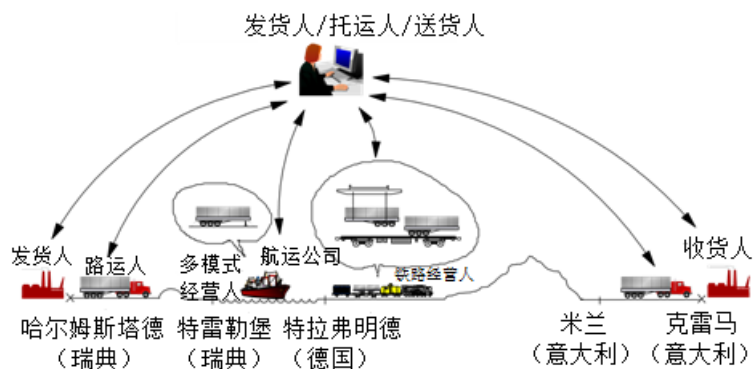 发货人/托运人/送货人
发货人
路运人
多模式
经营人
航运公司
铁路经营人
收货人
哈尔姆斯塔德
（瑞典）
特雷勒堡
（瑞典）
特拉弗明德
（德国）
米兰
（意大利）
克雷马
（意大利）